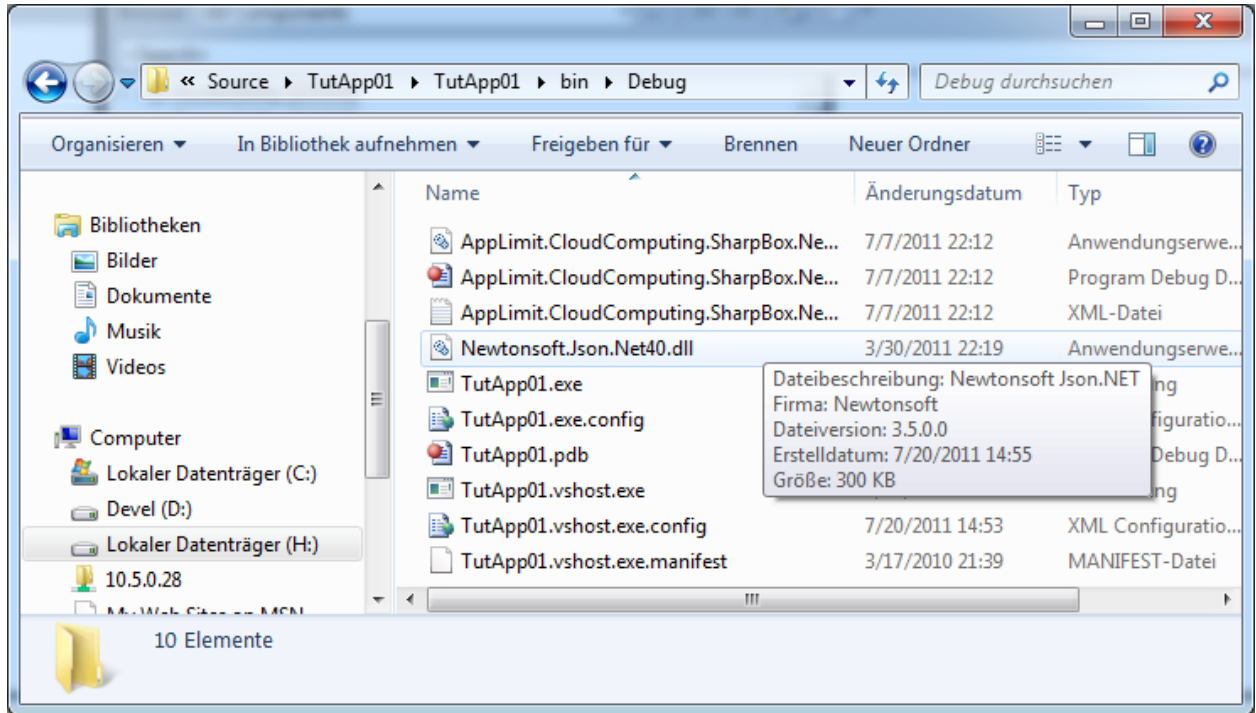 « Source ▸ TutApp01 ▸ TutApp01 ▸ bin ▸ Debug
Debug durchsuchen
Organisieren In Bibliothek aufnehmen Freigeben für Brennen Neuer Ordner
Bibliotheken
Bilder
Dokumente
Musik
Videos
Computer
Lokaler Datenträger (C:)
Devel (D:)
Lokaler Datenträger (H:)
10.5.0.28
Name Änderungsdatum Typ
AppLimit.CloudComputing.SharpBox.Ne... 7/7/2011 22:12 Anwendungserwe...
AppLimit.CloudComputing.SharpBox.Ne... 7/7/2011 22:12 Program Debug D...
AppLimit.CloudComputing.SharpBox.Ne... 7/7/2011 22:12 XML-Datei
Newtonsoft.Json.Net40.dll 3/30/2011 22:19 Anwendungserwe...
TutApp01.exe ng
TutApp01.exe.config figuratio...
TutApp01.pdb Debug D...
TutApp01.vshost.exe ng
TutApp01.vshost.exe.config 7/20/2011 14:53 XML Configuratio...
TutApp01.vshost.exe.manifest 3/17/2010 21:39 MANIFEST-Datei
Dateibeschreibung: Newtonsoft Json.NET
Firma: Newtonsoft
Dateiversion: 3.5.0.0
Erstelldatum: 7/20/2011 14:55
Größe: 300 KB
10 Elemente